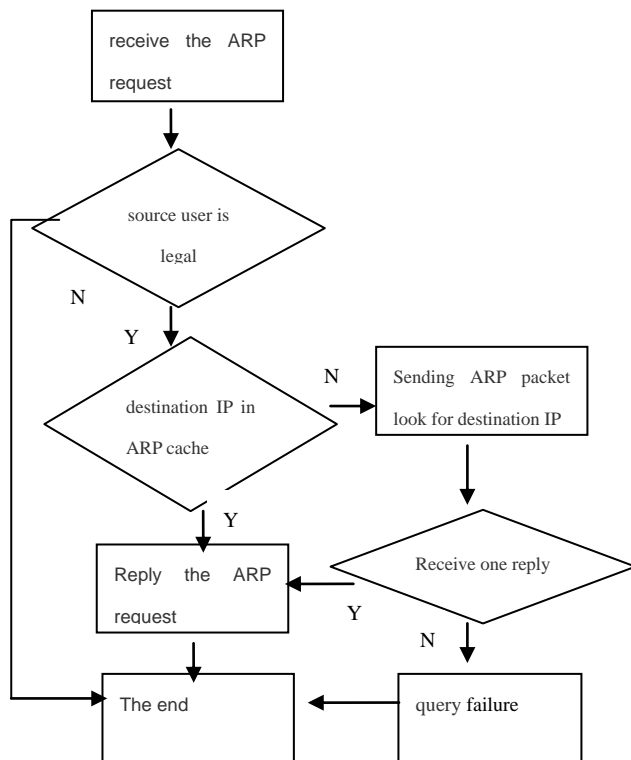 receive the ARP
request
source user is
legal
N
Y
destination IP in
ARP cache
N
Sending ARP packet
look for destination IP
Y
Reply the ARP
request
Receive one reply
Y
N
The end
query failure